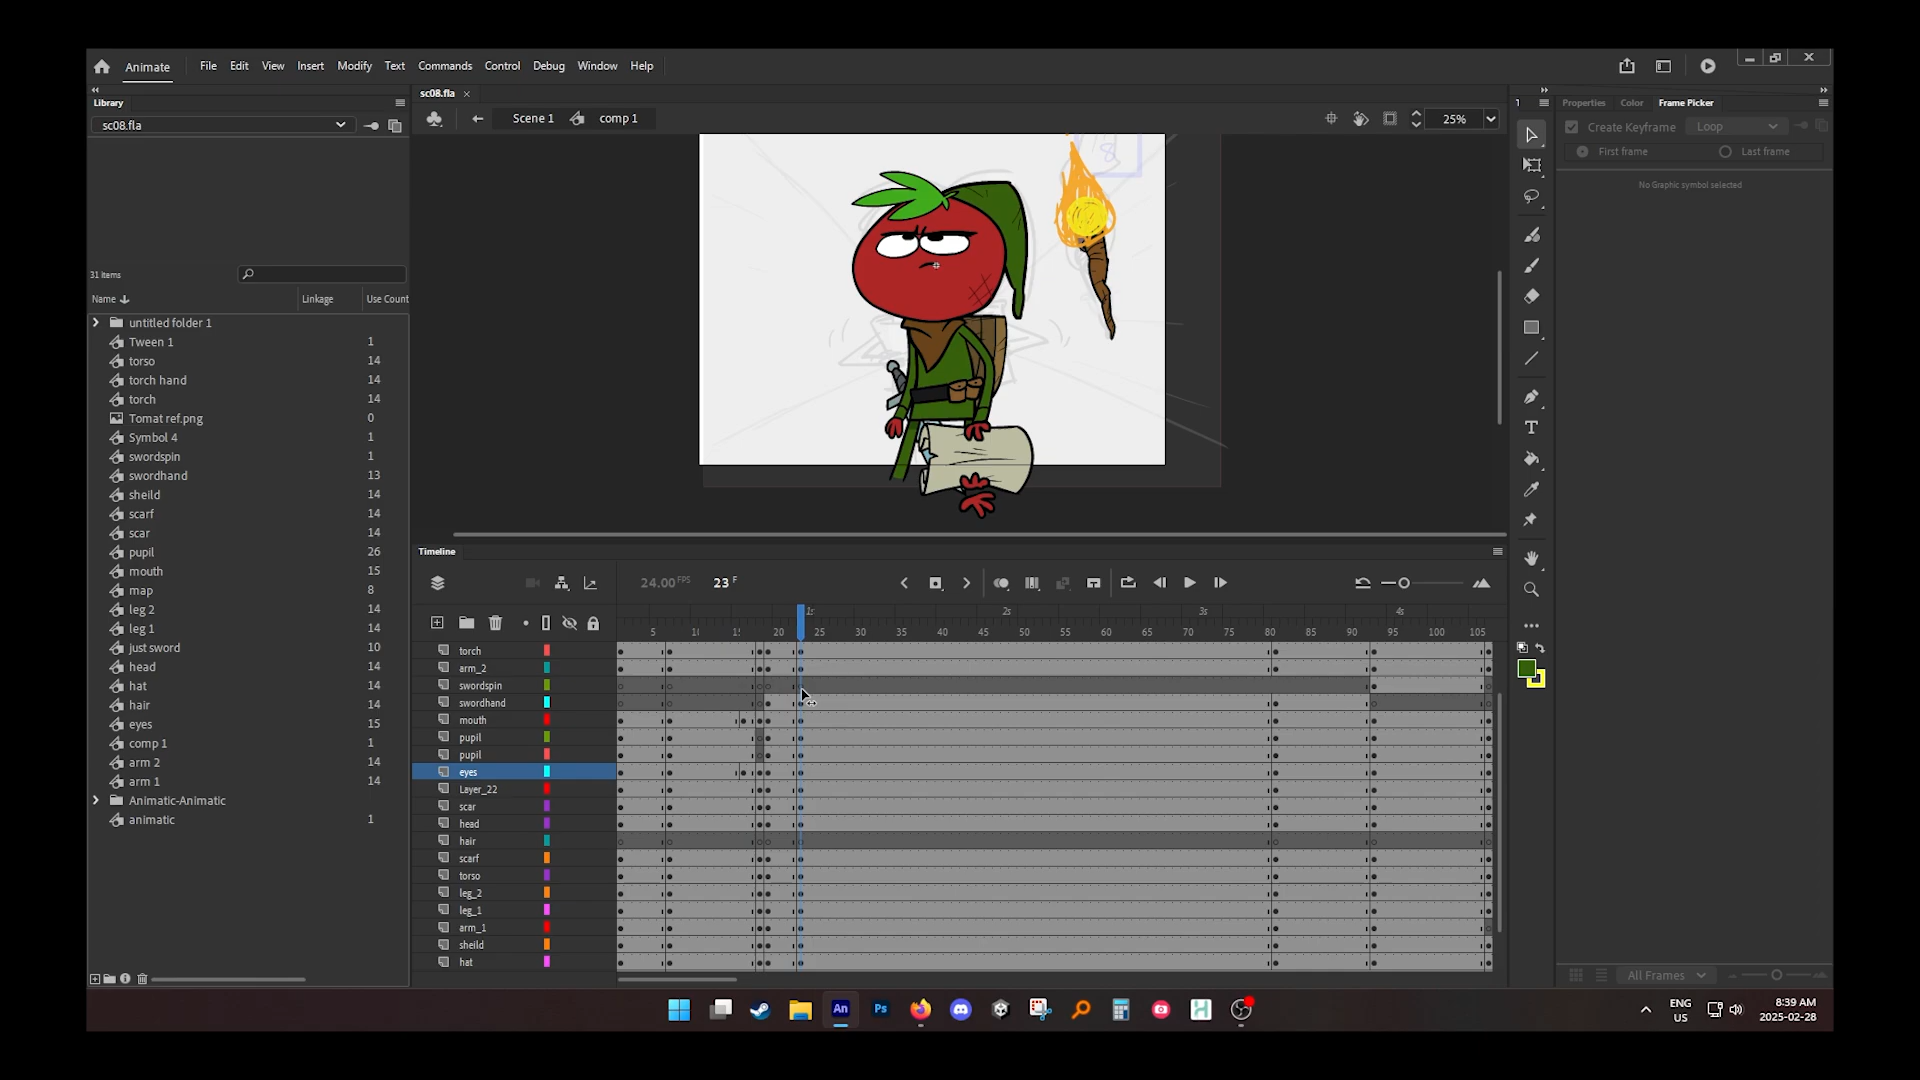 Animate File Edit View Insert Modify Text Commands Control Debug Window Help
Library
sc08.fla
sc08.fla ×
Scene 1 comp 1
25%
Properties Color Frame Picker
Create Keyframe Loop
First frame Last frame
No Graphic symbol selected
8
31 Items
Name Linkage Use Count
untitled folder 1
Tween 1 1
torso 14
torch hand 14
torch 14
Tomat ref.png 0
Symbol 4 1
swordspin 1
swordhand 13
sheild 14
scarf 14
scar 14
pupil 26
mouth 15
map 8
leg 2 14
leg 1 14
just sword 10
head 14
hat 14
hair 14
eyes 15
comp 1 1
arm 2 14
arm 1 14
Animatic-Animatic
animatic 1
Timeline
24.00 FPS 23 F
1s 2s 3s 4s
5 20 25 30 35 40 45 50 55 60 65 70 75 80 85 90 95 100 105
torch
arm_2
swordspin
swordhand
mouth
pupil
pupil
eyes
Layer_22
scar
head
hair
scarf
torso
leg_2
leg_1
arm_1
sheild
hat
All Frames
An Ps H
ENG
US
8:39 AM
2025-02-28